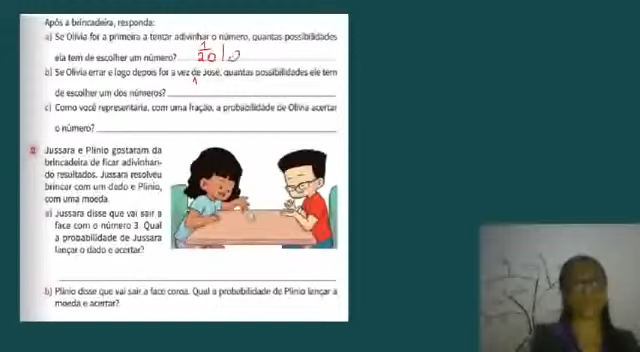 Após a brincadeira, responda:
a) Se Olívia for a primeira a tentar adivinhar o número, quantas possibilidades
ela tem de escolher um número? 1/20
b) Se Olívia errar e logo depois for a vez de José, quantas possibilidades ele tem
de escolher um dos números?
c) Como você representaria, com uma fração, a probabilidade de Olívia acertar
o número?
2 Jussara e Plínio gostaram da
brincadeira de ficar adivinhan-
do resultados. Jussara resolveu
brincar com um dado e Plínio,
com uma moeda.
a) Jussara disse que vai sair a
face com o número 3. Qual
a probabilidade de Jussara
lançar o dado e acertar?
b) Plínio disse que vai sair a face coroa. Qual a probabilidade de Plínio lançar a
moeda e acertar?